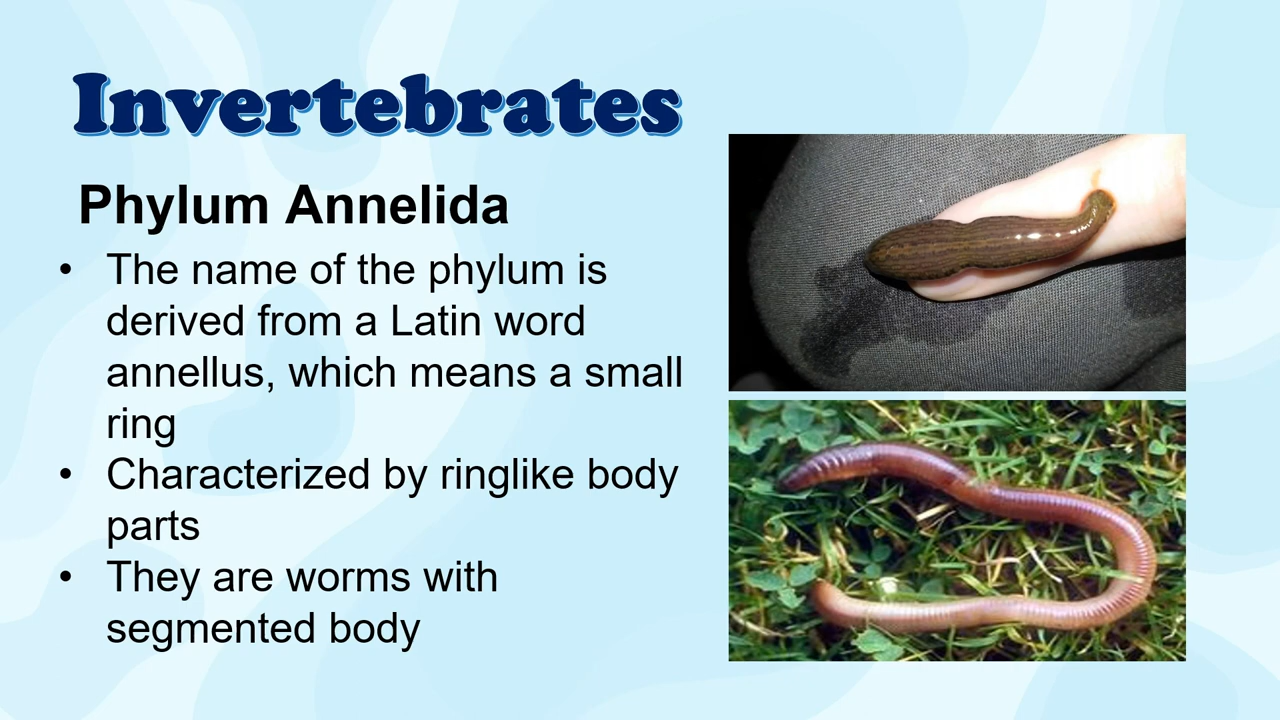 Invertebrates
Phylum Annelida
• The name of the phylum is
derived from a Latin word
annellus, which means a small
ring
• Characterized by ringlike body
parts
• They are worms with
segmented body